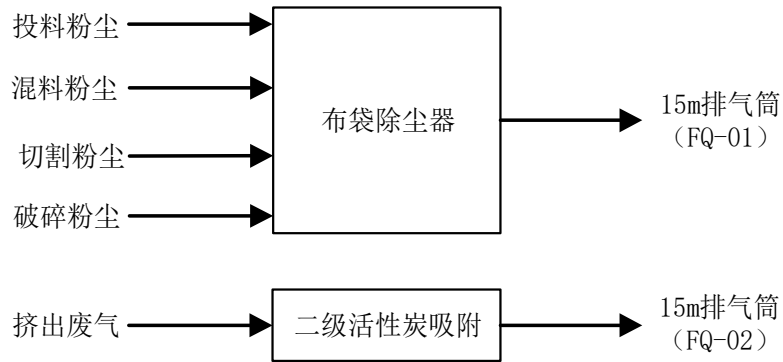 投料粉尘
混料粉尘
切割粉尘
破碎粉尘
布袋除尘器
15m排气筒
（FQ-01）
挤出废气
二级活性炭吸附
15m排气筒
（FQ-02）